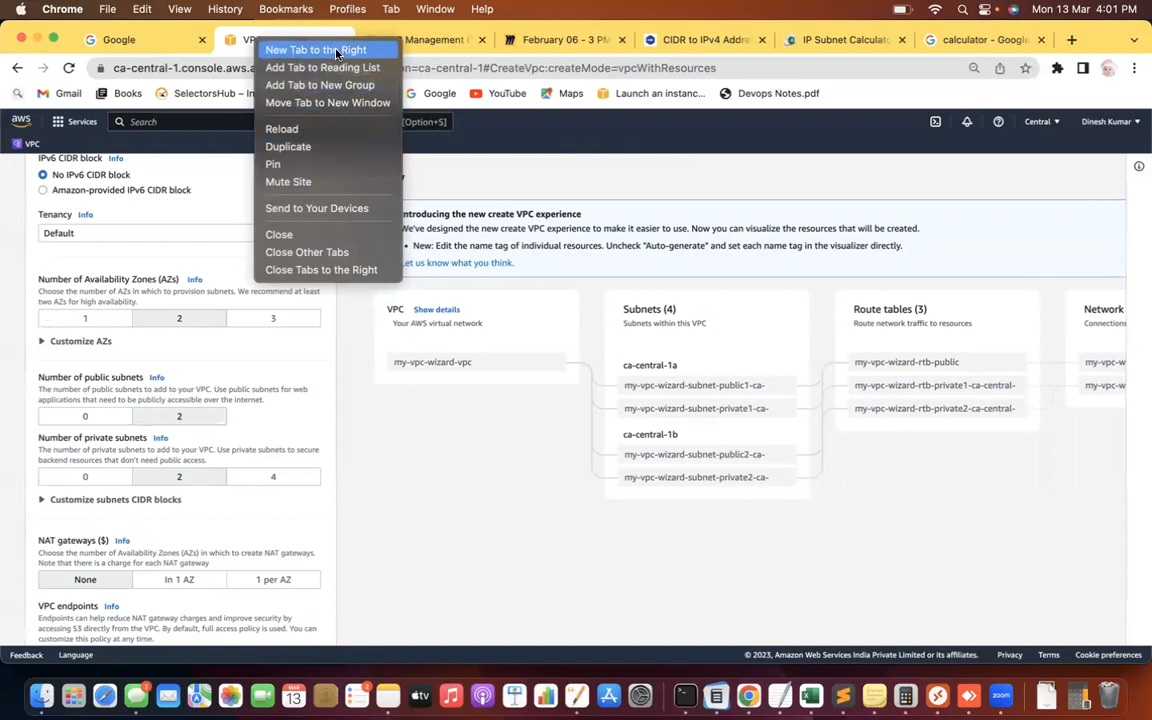 Chrome File Edit View History Bookmarks Profiles Tab Window Help Mon 13 Mar 4:01 PM
Google
VPC
Management C
February 06 - 3 PM
CIDR to IPv4 Addre
IP Subnet Calculat
calculator - Google
ca-central-1.console.aws.a
on=ca-central-1#CreateVpc:createMode=vpcWithResources
Gmail Books SelectorsHub - Google YouTube Maps Launch an instanc... Devops Notes.pdf
New Tab to the Right
Add Tab to Reading List
Add Tab to New Group
Move Tab to New Window
Reload
Duplicate
Pin
Mute Site
Send to Your Devices
Close
Close Other Tabs
Close Tabs to the Right
aws Services Search [Option+S] Central Dinesh Kumar
VPC
IPv6 CIDR block Info
No IPv6 CIDR block
Amazon-provided IPv6 CIDR block
Tenancy Info
Default
Number of Availability Zones (AZs) Info
Choose the number of AZs in which to provision subnets. We recommend at least
two AZs for high availability.
1 2 3
Customize AZs
Number of public subnets Info
The number of public subnets to add to your VPC. Use public subnets for web
applications that need to be publicly accessible over the internet.
0 2
Number of private subnets Info
The number of private subnets to add to your VPC. Use private subnets to secure
backend resources that don't need public access.
0 2 4
Customize subnets CIDR blocks
NAT gateways ($) Info
Choose the number of Availability Zones (AZs) in which to create NAT gateways.
Note that there is a charge for each NAT gateway
None In 1 AZ 1 per AZ
VPC endpoints Info
Endpoints can help reduce NAT gateway charges and improve security by
accessing S3 directly from the VPC. By default, full access policy is used. You can
customize this policy at any time.
ntroducing the new create VPC experience
We've designed the new create VPC experience to make it easier to use. Now you can visualize the resources that will be created.
• New: Edit the name tag of individual resources. Uncheck "Auto-generate" and set each name tag in the visualizer directly.
et us know what you think.
VPC Show details
Your AWS virtual network
my-vpc-wizard-vpc
Subnets (4)
Subnets within this VPC
ca-central-1a
my-vpc-wizard-subnet-public1-ca-
my-vpc-wizard-subnet-private1-ca-
ca-central-1b
my-vpc-wizard-subnet-public2-ca-
my-vpc-wizard-subnet-private2-ca-
Route tables (3)
Route network traffic to resources
my-vpc-wizard-rtb-public
my-vpc-wizard-rtb-private1-ca-central-
my-vpc-wizard-rtb-private2-ca-central-
Network
Connections
my-vpc-w
my-vpc-w
Feedback Language © 2023, Amazon Web Services India Private Limited or its affiliates. Privacy Terms Cookie preferences
MAR
13
tv
zoom